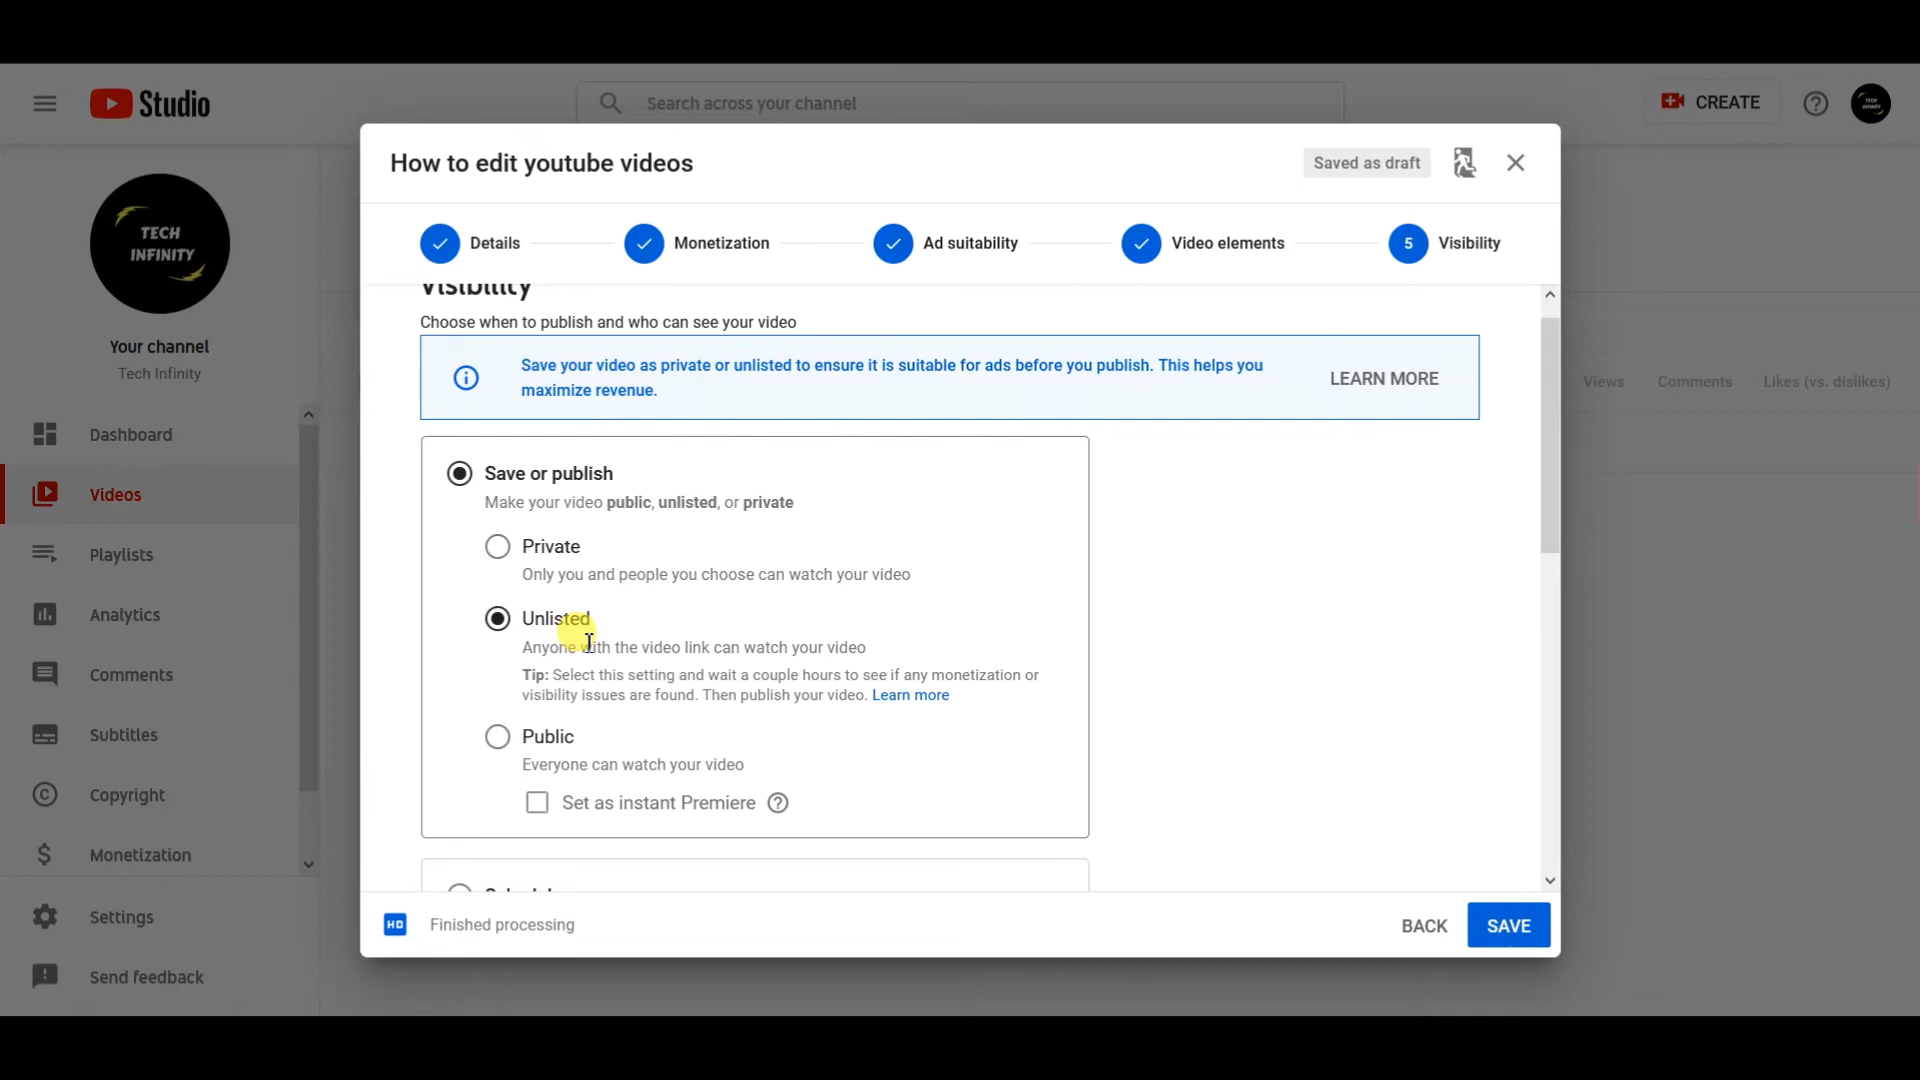 Studio
Search across your channel
CREATE
TECH INFINITY
TECH
INFINITY
Your channel
Tech Infinity
Dashboard
Videos
Playlists
Analytics
Comments
Subtitles
Copyright
Monetization
Settings
Send feedback
How to edit youtube videos
Saved as draft
Details
Monetization
Ad suitability
Video elements
5 Visibility
Visibility
Choose when to publish and who can see your video
Save your video as private or unlisted to ensure it is suitable for ads before you publish. This helps you
maximize revenue.
LEARN MORE
Save or publish
Make your video public, unlisted, or private
Private
Only you and people you choose can watch your video
Unlisted
Anyone with the video link can watch your video
Tip: Select this setting and wait a couple hours to see if any monetization or
visibility issues are found. Then publish your video. Learn more
Public
Everyone can watch your video
Set as instant Premiere
HD Finished processing
BACK
SAVE
Views Comments Likes (vs. dislikes)